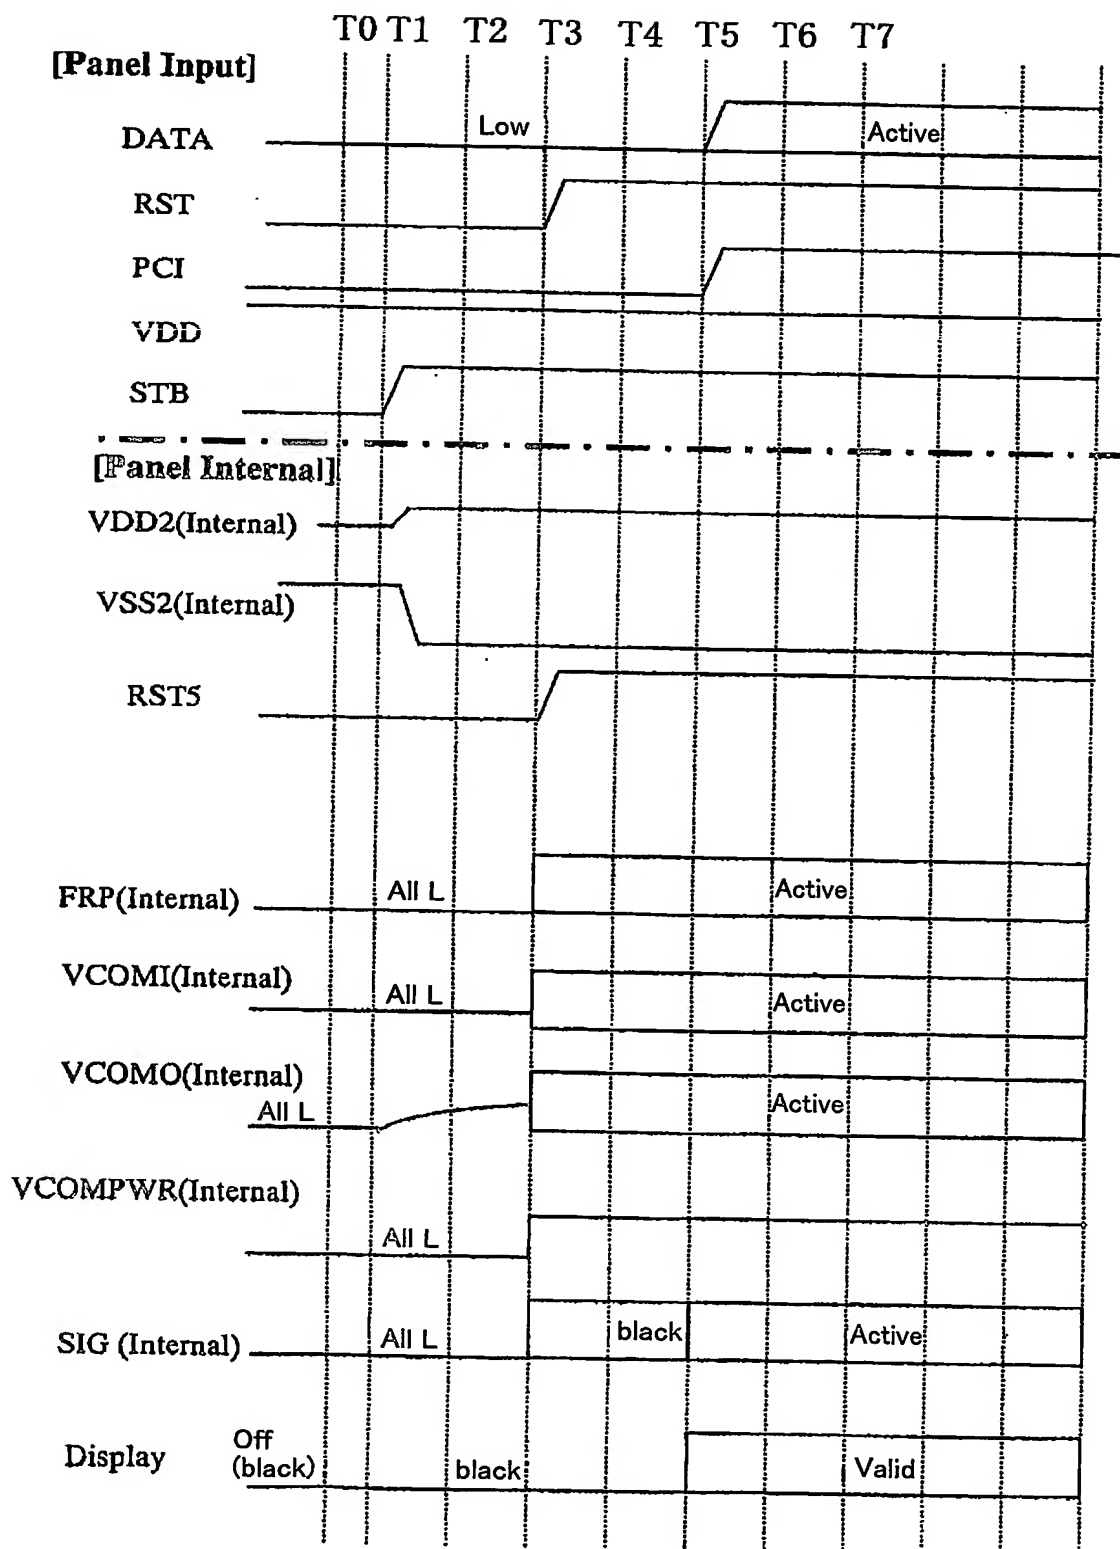 T0 T1 T2 T3 T4 T5 T6 T7
[Panel Input]
DATA Low Active
RST
PCI
VDD
STB
[Panel Internal]
VDD2(Internal)
VSS2(Internal)
RST5
FRP(Internal) All L Active
VCOMI(Internal) All L Active
VCOMO(Internal)
All L Active
VCOMPWR(Internal)
All L
SIG (Internal) All L black Active
Display Off
(black) black Valid